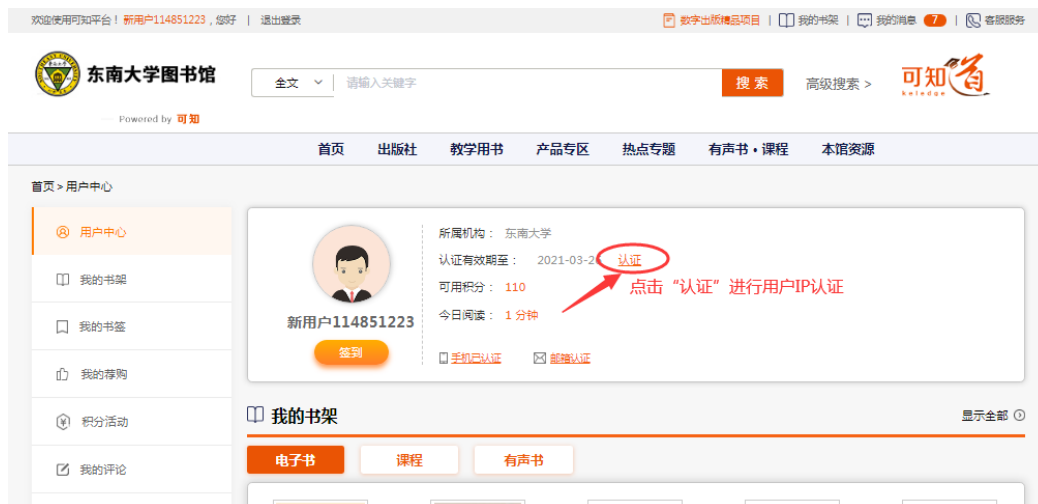 欢迎使用可知平台！新用户114851223，您好 | 退出登录
数字出版精品项目 | 我的书架 | 我的消息 7 | 客服服务
东南大学图书馆
全文 请输入关键字 搜索 高级搜索 >
可知
keledge
Powered by 可知
首页 出版社 教学用书 产品专区 热点专题 有声书·课程 本馆资源
首页>用户中心
用户中心
我的书架
我的书签
我的荐购
积分活动
我的评论
新用户114851223
签到
所属机构： 东南大学
认证有效期至： 2021-03-2 认证
点击“认证”进行用户IP认证
可用积分： 110
今日阅读： 1 分钟
手机已认证 邮箱认证
我的书架 显示全部
电子书 课程 有声书